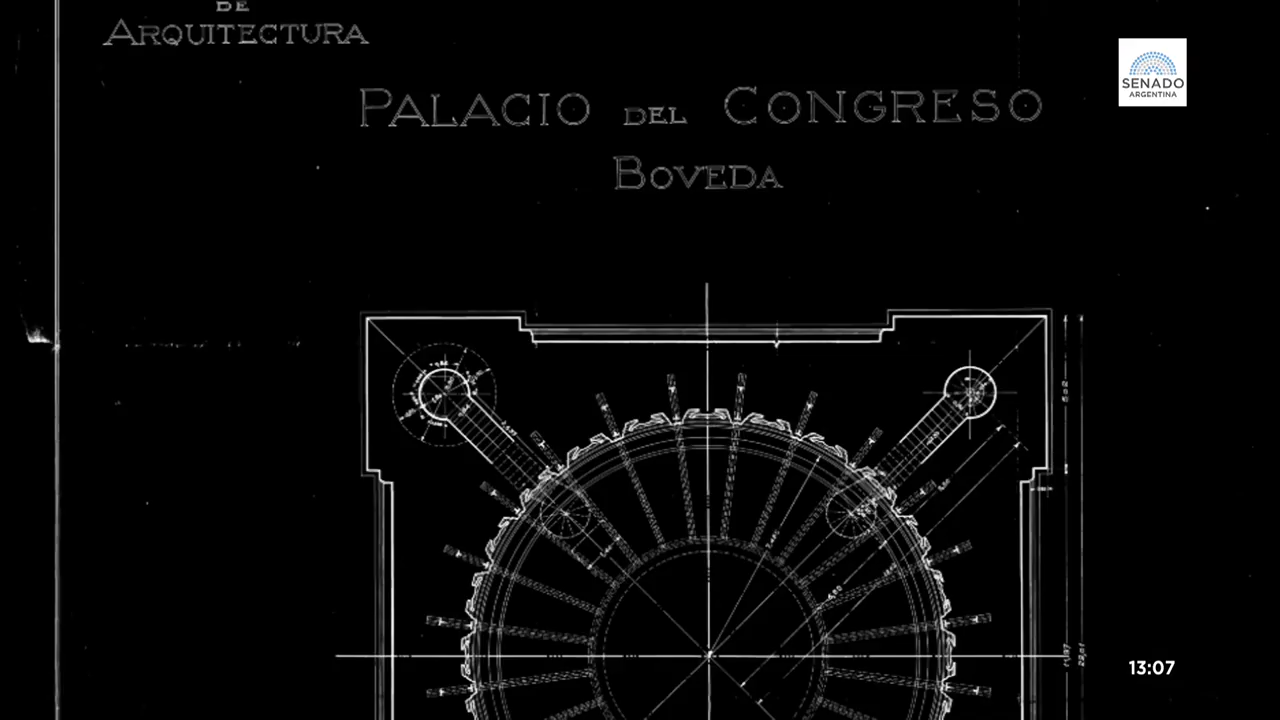 DE
ARQUITECTURA
PALACIO DEL CONGRESO
BOVEDA
SENADO
ARGENTINA
13:07